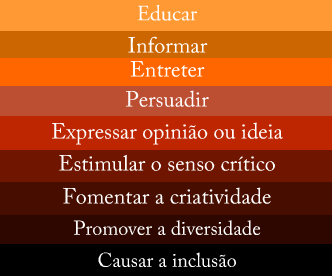 Educar
Informar
Entreter
Persuadir
Expressar opinião ou ideia
Estimular o senso crítico
Fomentar a criatividade
Promover a diversidade
Causar a inclusão